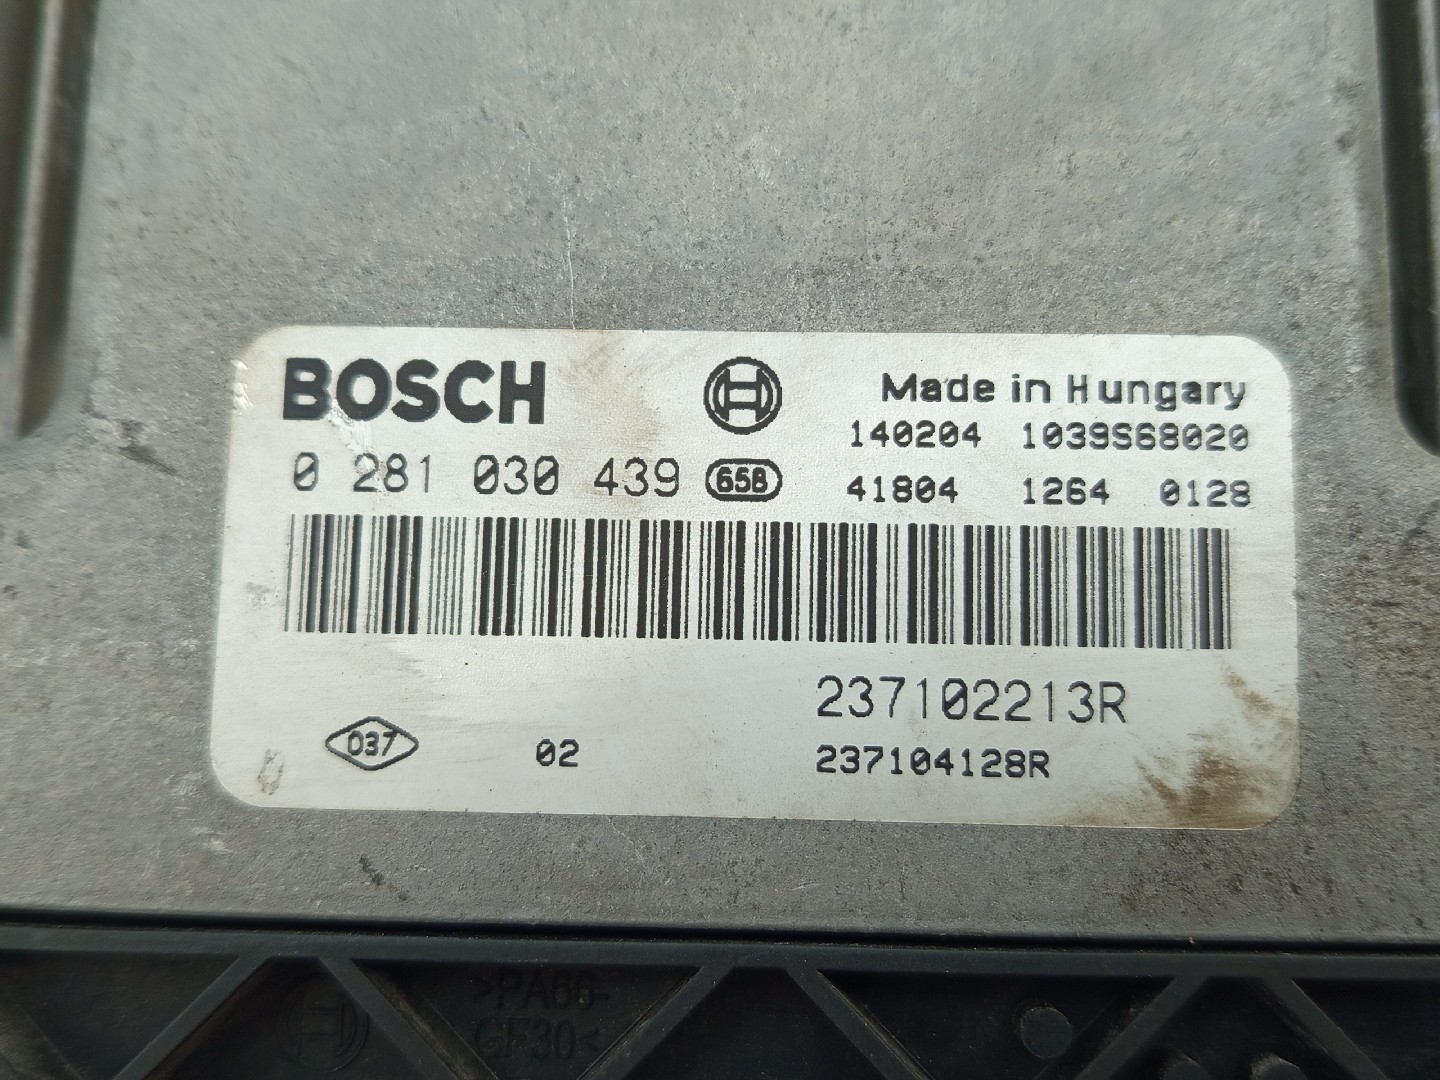 BOSCH
Made in Hungary
140204 1039S68020
0 281 030 439 65B
41804 1264 0128
237102213R
037 02
237104128R
>PA66-
GF30<